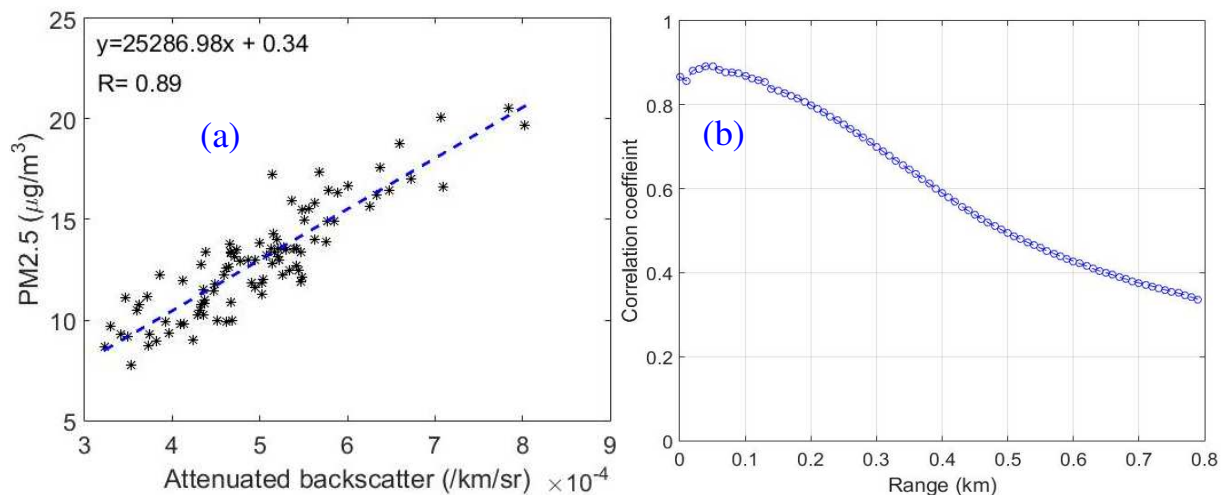 y=25286.98x + 0.34
R= 0.89
(a)
25
20
15
10
5
PM2.5 (μg/m³)
3 4 5 6 7 8 9
Attenuated backscatter (/km/sr) ×10⁻⁴
(b)
1
0.8
0.6
0.4
0.2
0
Correlation coeffieint
0 0.1 0.2 0.3 0.4 0.5 0.6 0.7 0.8
Range (km)